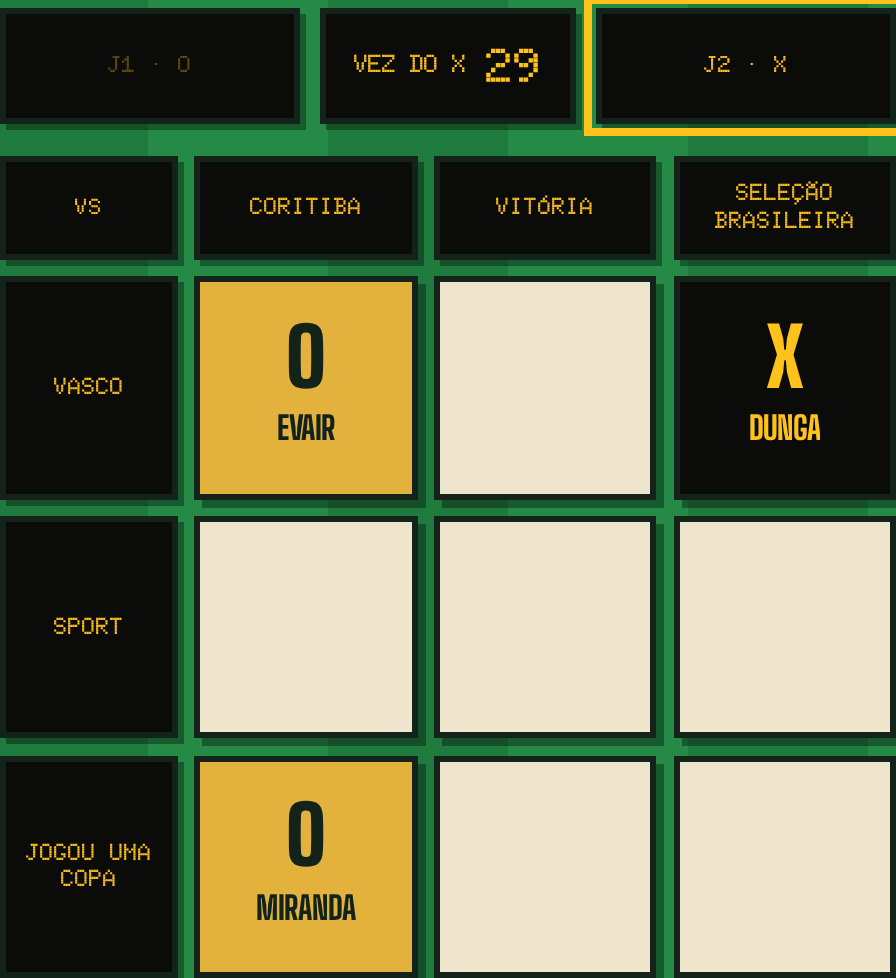 J1 · O
VEZ DO X 29
J2 · X
VS
CORITIBA
VITÓRIA
SELEÇÃO
BRASILEIRA
VASCO
O
EVAIR
X
DUNGA
SPORT
JOGOU UMA
COPA
O
MIRANDA